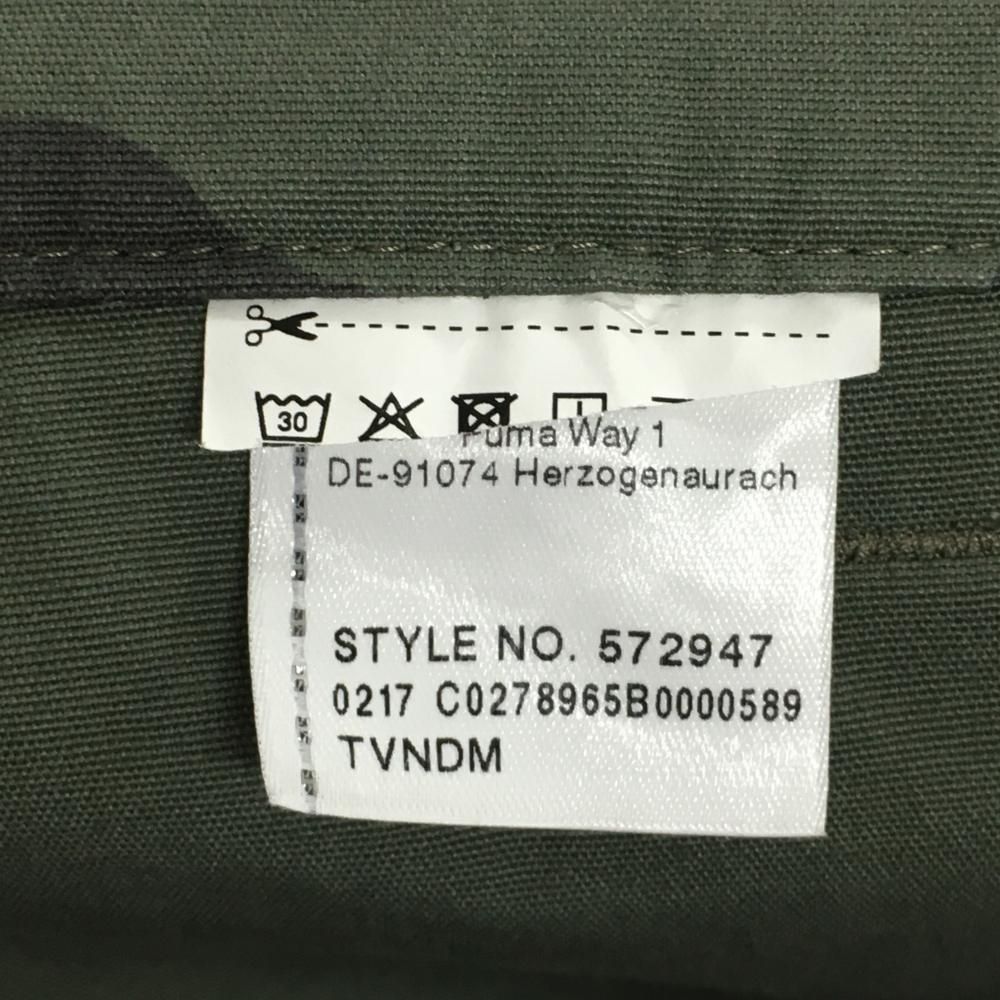 30
Puma Way 1
DE-91074 Herzogenaurach
STYLE NO. 572947
0217 C0278965B0000589
TVNDM